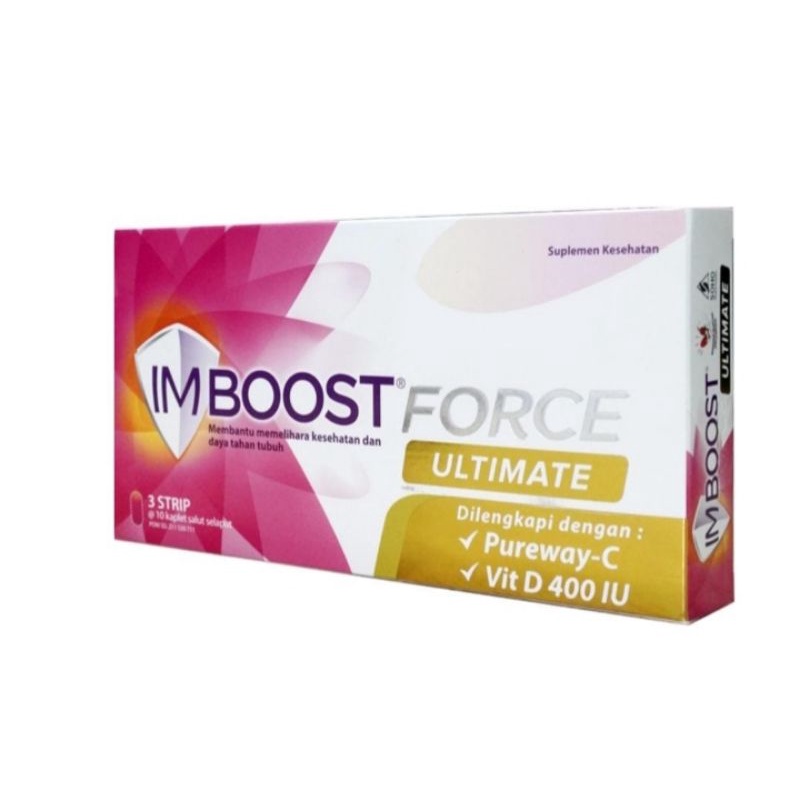 Suplemen Kesehatan
IMBOOST® FORCE
Membantu memelihara kesehatan dan
daya tahan tubuh
ULTIMATE
3 STRIP
@ 10 kaplet salut selaput
Dilengkapi dengan :
✓ Pureway-C
✓ Vit D 400 IU
IMBOOST®
ULTIMATE
SOHO